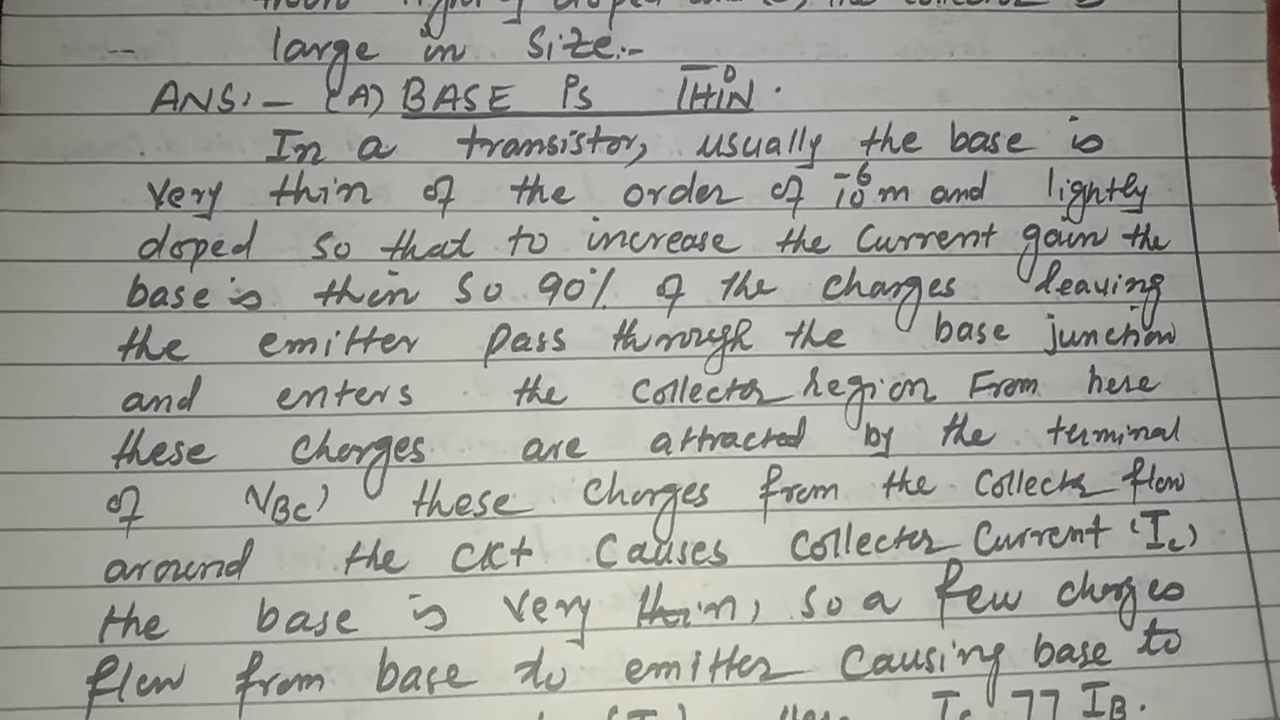 large in size:-
ANS:- (A) BASE is THIN.
In a transistor, usually the base is
very thin of the order of 10⁻⁶ m and lightly
doped so that to increase the current gain the
base is thin so 90% of the charges leaving
the emitter pass through the base junction
and enters the collector region From here
these charges are attracted by the terminal
of VBC, these charges from the collector flow
around the ckt causes collector current (Ic)
the base is very thin, so a few charges
flow from base to emitter causing base to
Ic >> IB.